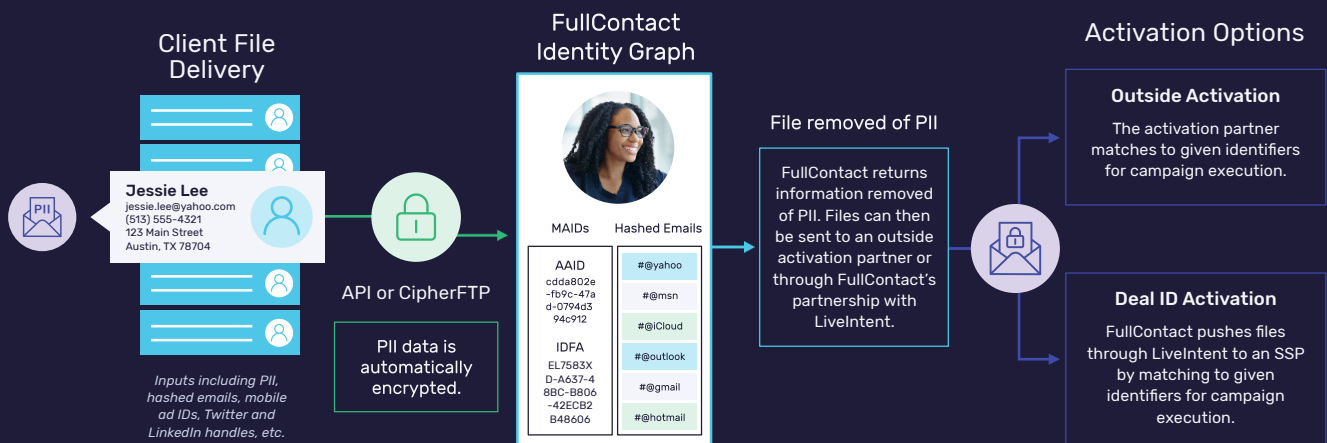 Client File
Delivery
PII
Jessie Lee
jessie.lee@yahoo.com
(513) 555-4321
123 Main Street
Austin, TX 78704
Inputs including PII,
hashed emails, mobile
ad IDs, Twitter and
LinkedIn handles, etc.
API or CipherFTP
PII data is
automatically
encrypted.
FullContact
Identity Graph
MAIDs
AAID
cdda802e
-fb9c-47a
d-0794d3
94c912
IDFA
EL7583X
D-A637-4
8BC-B806
-42ECB2
B48606
Hashed Emails
#@yahoo
#@msn
#@iCloud
#@outlook
#@gmail
#@hotmail
File removed of PII
FullContact returns
information removed
of PII. Files can then
be sent to an outside
activation partner or
through FullContact's
partnership with
LiveIntent.
Activation Options
Outside Activation
The activation partner
matches to given identifiers
for campaign execution.
Deal ID Activation
FullContact pushes files
through LiveIntent to an SSP
by matching to given
identifiers for campaign
execution.